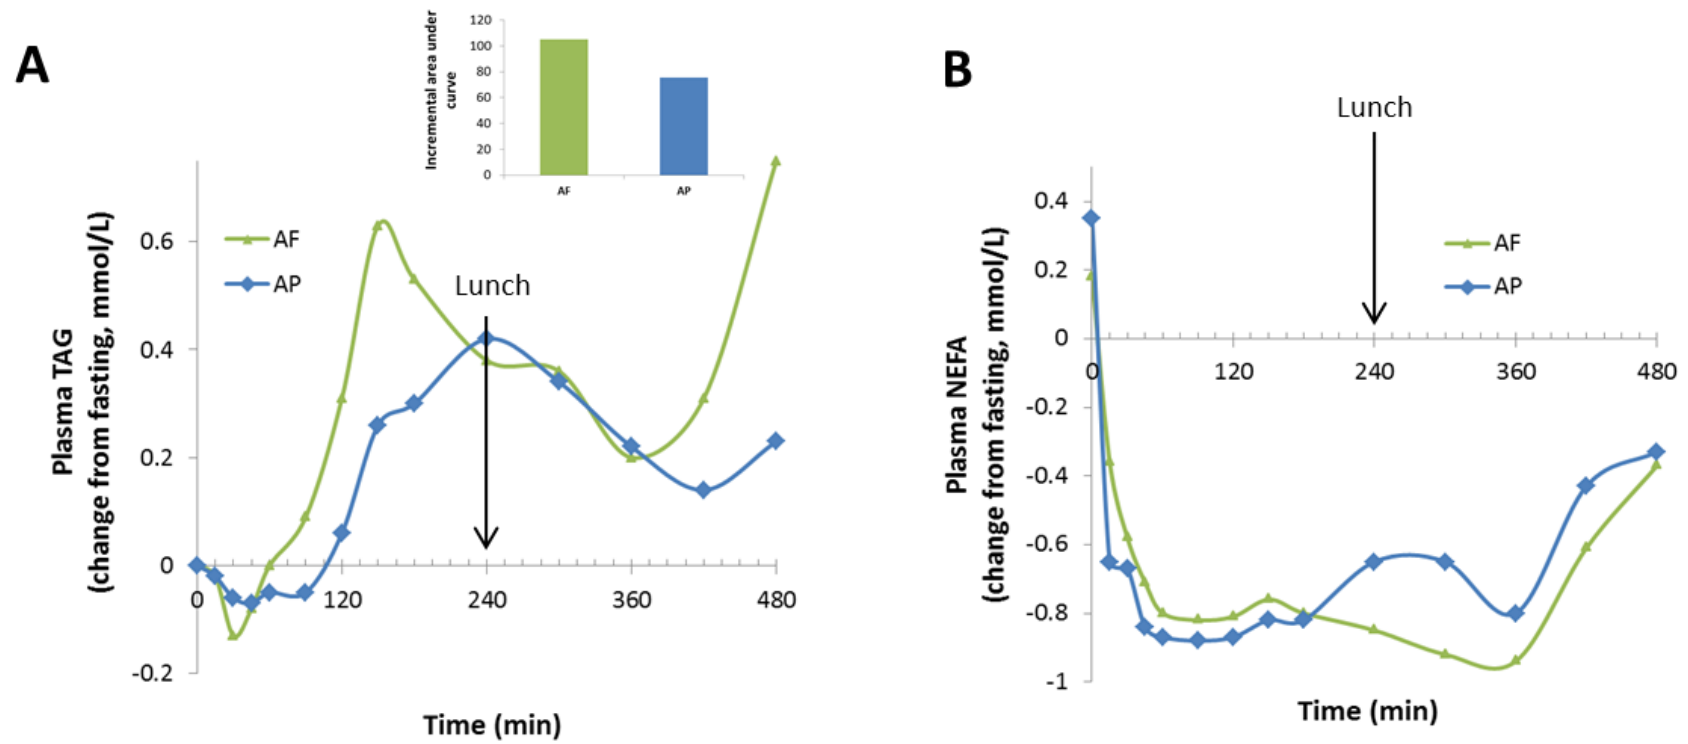 A
Incremental area under
curve
120
100
80
60
40
20
0
AF
AP
Plasma TAG
(change from fasting, mmol/L)
0.6
0.4
0.2
0
-0.2
AF
AP
Lunch
0
120
240
360
480
Time (min)
B
Lunch
Plasma NEFA
(change from fasting, mmol/L)
0.4
0.2
0
-0.2
-0.4
-0.6
-0.8
-1
AF
AP
0
120
240
360
480
Time (min)